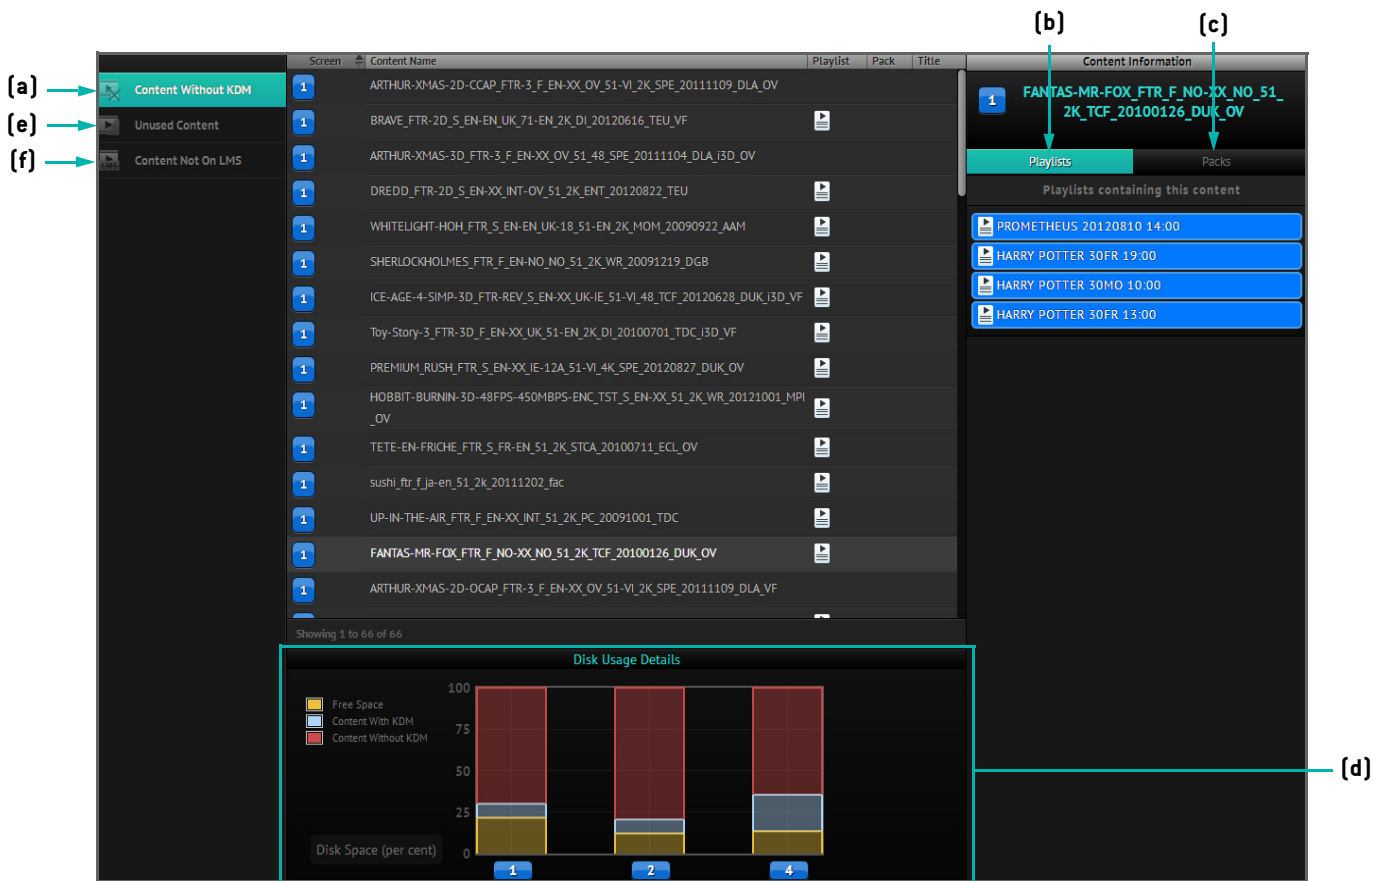 (b)
(c)
(a)
(e)
(f)
(d)
Content Without KDM
Unused Content
Content Not On LMS
Screen Content Name Playlist Pack Title
1 ARTHUR-XMAS-2D-CCAP_FTR-3_F_EN-XX_OV_51-VI_2K_SPE_20111109_DLA_OV
1 BRAVE_FTR-2D_S_EN-EN_UK_71-EN_2K_DI_20120616_TEU_VF
1 ARTHUR-XMAS-3D_FTR-3_F_EN-XX_OV_51_48_SPE_20111104_DLA_i3D_OV
1 DREDD_FTR-2D_S_EN-XX_INT-OV_51_2K_ENT_20120822_TEU
1 WHITELIGHT-HOH_FTR_S_EN-EN_UK-18_51-EN_2K_MOM_20090922_AAM
1 SHERLOCKHOLMES_FTR_F_EN-NO_NO_51_2K_WR_20091219_DGB
1 ICE-AGE-4-SIMP-3D_FTR-REV_S_EN-XX_UK-IE_51-VI_48_TCF_20120628_DUK_i3D_VF
1 Toy-Story-3_FTR-3D_F_EN-XX_UK_51-EN_2K_DI_20100701_TDC_i3D_VF
1 PREMIUM_RUSH_FTR_S_EN-XX_IE-12A_51-VI_4K_SPE_20120827_DUK_OV
1 HOBBIT-BURNIN-3D-48FPS-450MBPS-ENC_TST_S_EN-XX_51_2K_WR_20121001_MPI
_OV
1 TETE-EN-FRICHE_FTR_S_FR-EN_51_2K_STCA_20100711_ECL_OV
1 sushi_ftr_f_ja-en_51_2k_20111202_fac
1 UP-IN-THE-AIR_FTR_F_EN-XX_INT_51_2K_PC_20091001_TDC
1 FANTAS-MR-FOX_FTR_F_NO-XX_NO_51_2K_TCF_20100126_DUK_OV
1 ARTHUR-XMAS-2D-OCAP_FTR-3_F_EN-XX_OV_51-VI_2K_SPE_20111109_DLA_VF
Showing 1 to 66 of 66
Content Information
1 FANTAS-MR-FOX_FTR_F_NO-XX_NO_51_
2K_TCF_20100126_DUK_OV
Playlists Packs
Playlists containing this content
PROMETHEUS 20120810 14:00
HARRY POTTER 30FR 19:00
HARRY POTTER 30MO 10:00
HARRY POTTER 30FR 13:00
Disk Usage Details
Free Space
Content With KDM
Content Without KDM
100
75
50
25
0
Disk Space (per cent)
1 2 4